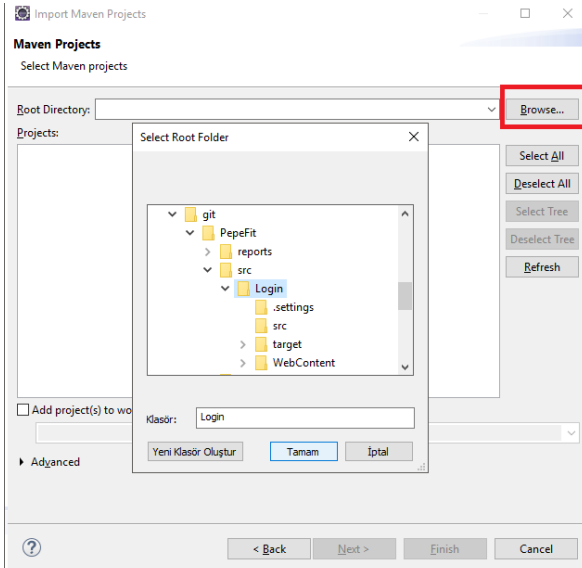 Import Maven Projects
Maven Projects
Select Maven projects
Root Directory:
Browse...
Projects:
Select Root Folder
git
PepeFit
reports
src
Login
.settings
src
target
WebContent
Klasör: Login
Yeni Klasör Oluştur Tamam İptal
Select All
Deselect All
Select Tree
Deselect Tree
Refresh
Add project(s) to wo
Advanced
< Back Next > Finish Cancel